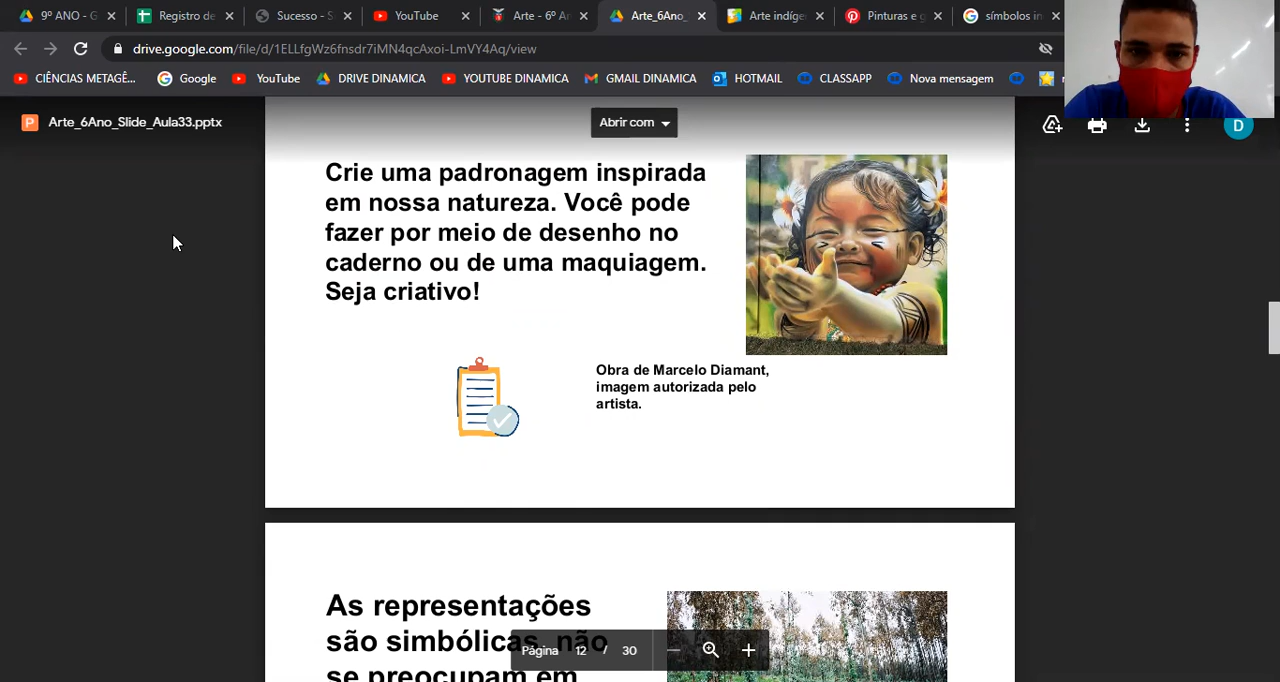 9º ANO - G
Registro de
Sucesso - S
YouTube
Arte - 6º A
Arte_6Ano_
Arte indíge
Pinturas e g
símbolos in
drive.google.com/file/d/1ELLfgWz6fnsdr7iMN4qcAxoi-LmVY4Aq/view
CIÊNCIAS METAGÊ...
Google
YouTube
DRIVE DINAMICA
YOUTUBE DINAMICA
GMAIL DINAMICA
HOTMAIL
CLASSAPP
Nova mensagem
Arte_6Ano_Slide_Aula33.pptx
Abrir com
D
Crie uma padronagem inspirada
em nossa natureza. Você pode
fazer por meio de desenho no
caderno ou de uma maquiagem.
Seja criativo!
Obra de Marcelo Diamant,
imagem autorizada pelo
artista.
As representações
são simbólicas, não
se preocupam em
Página 12 / 30